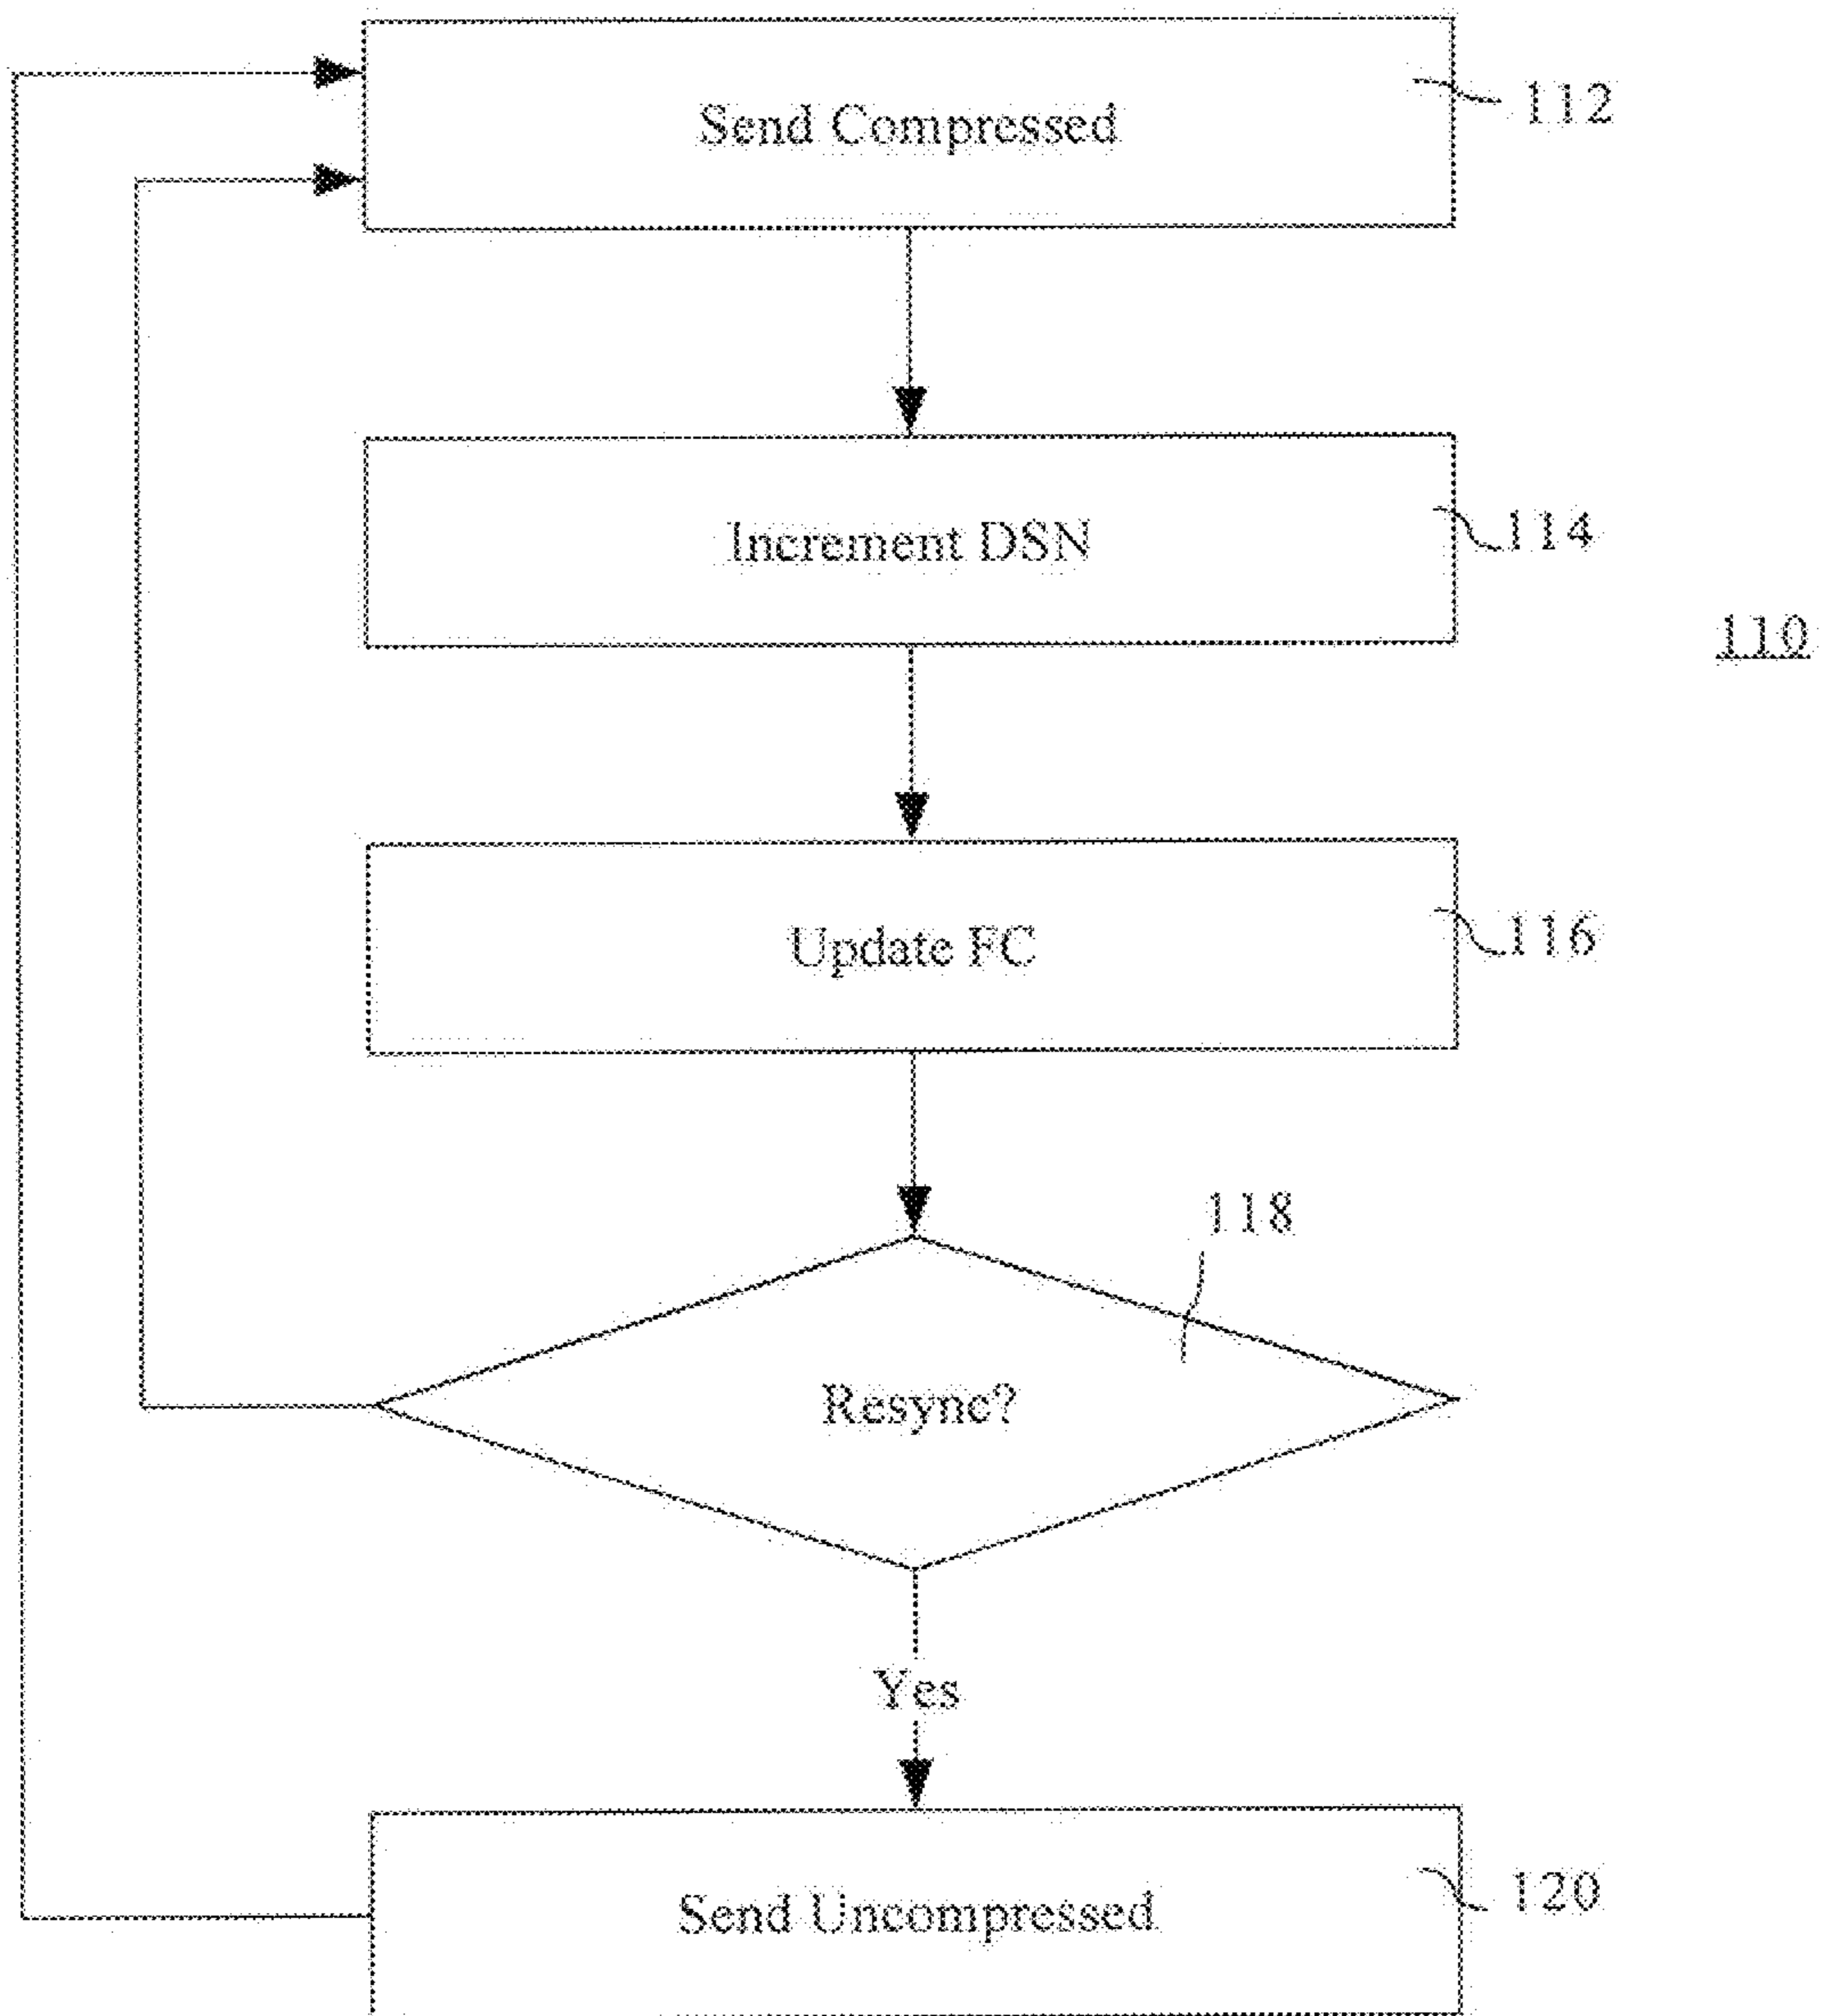 Send Compressed
112
Increment DSN
114
110
Update FC
116
118
Resync?
Yes
Send Uncompressed
120